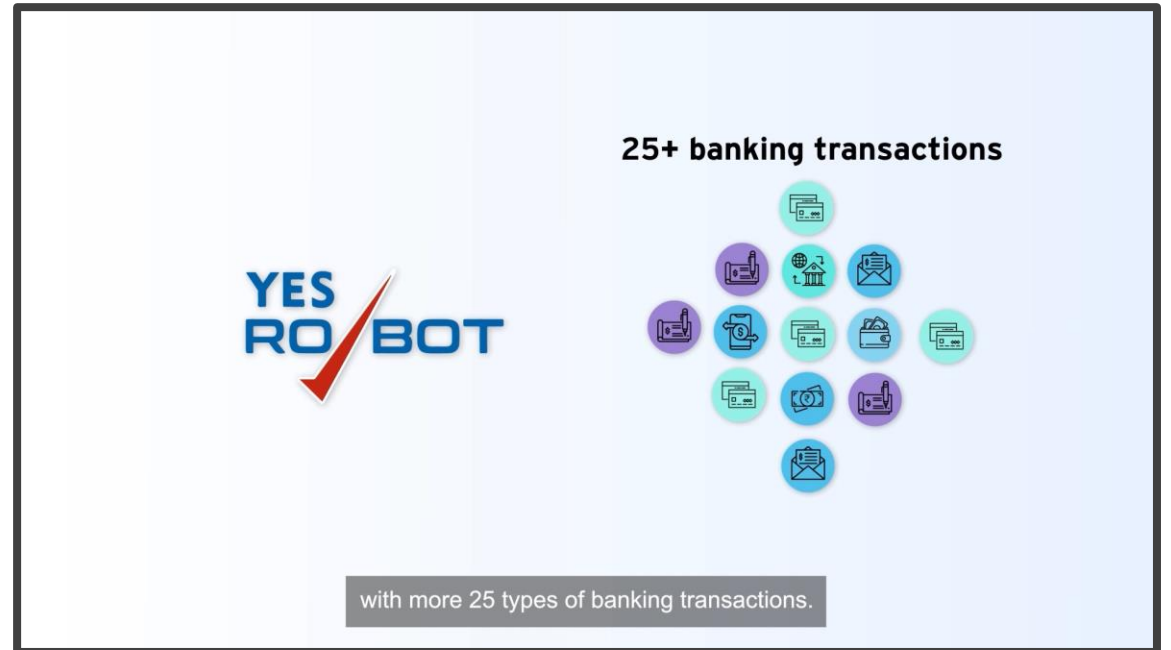 25+ banking transactions
YES
ROBOT
with more 25 types of banking transactions.